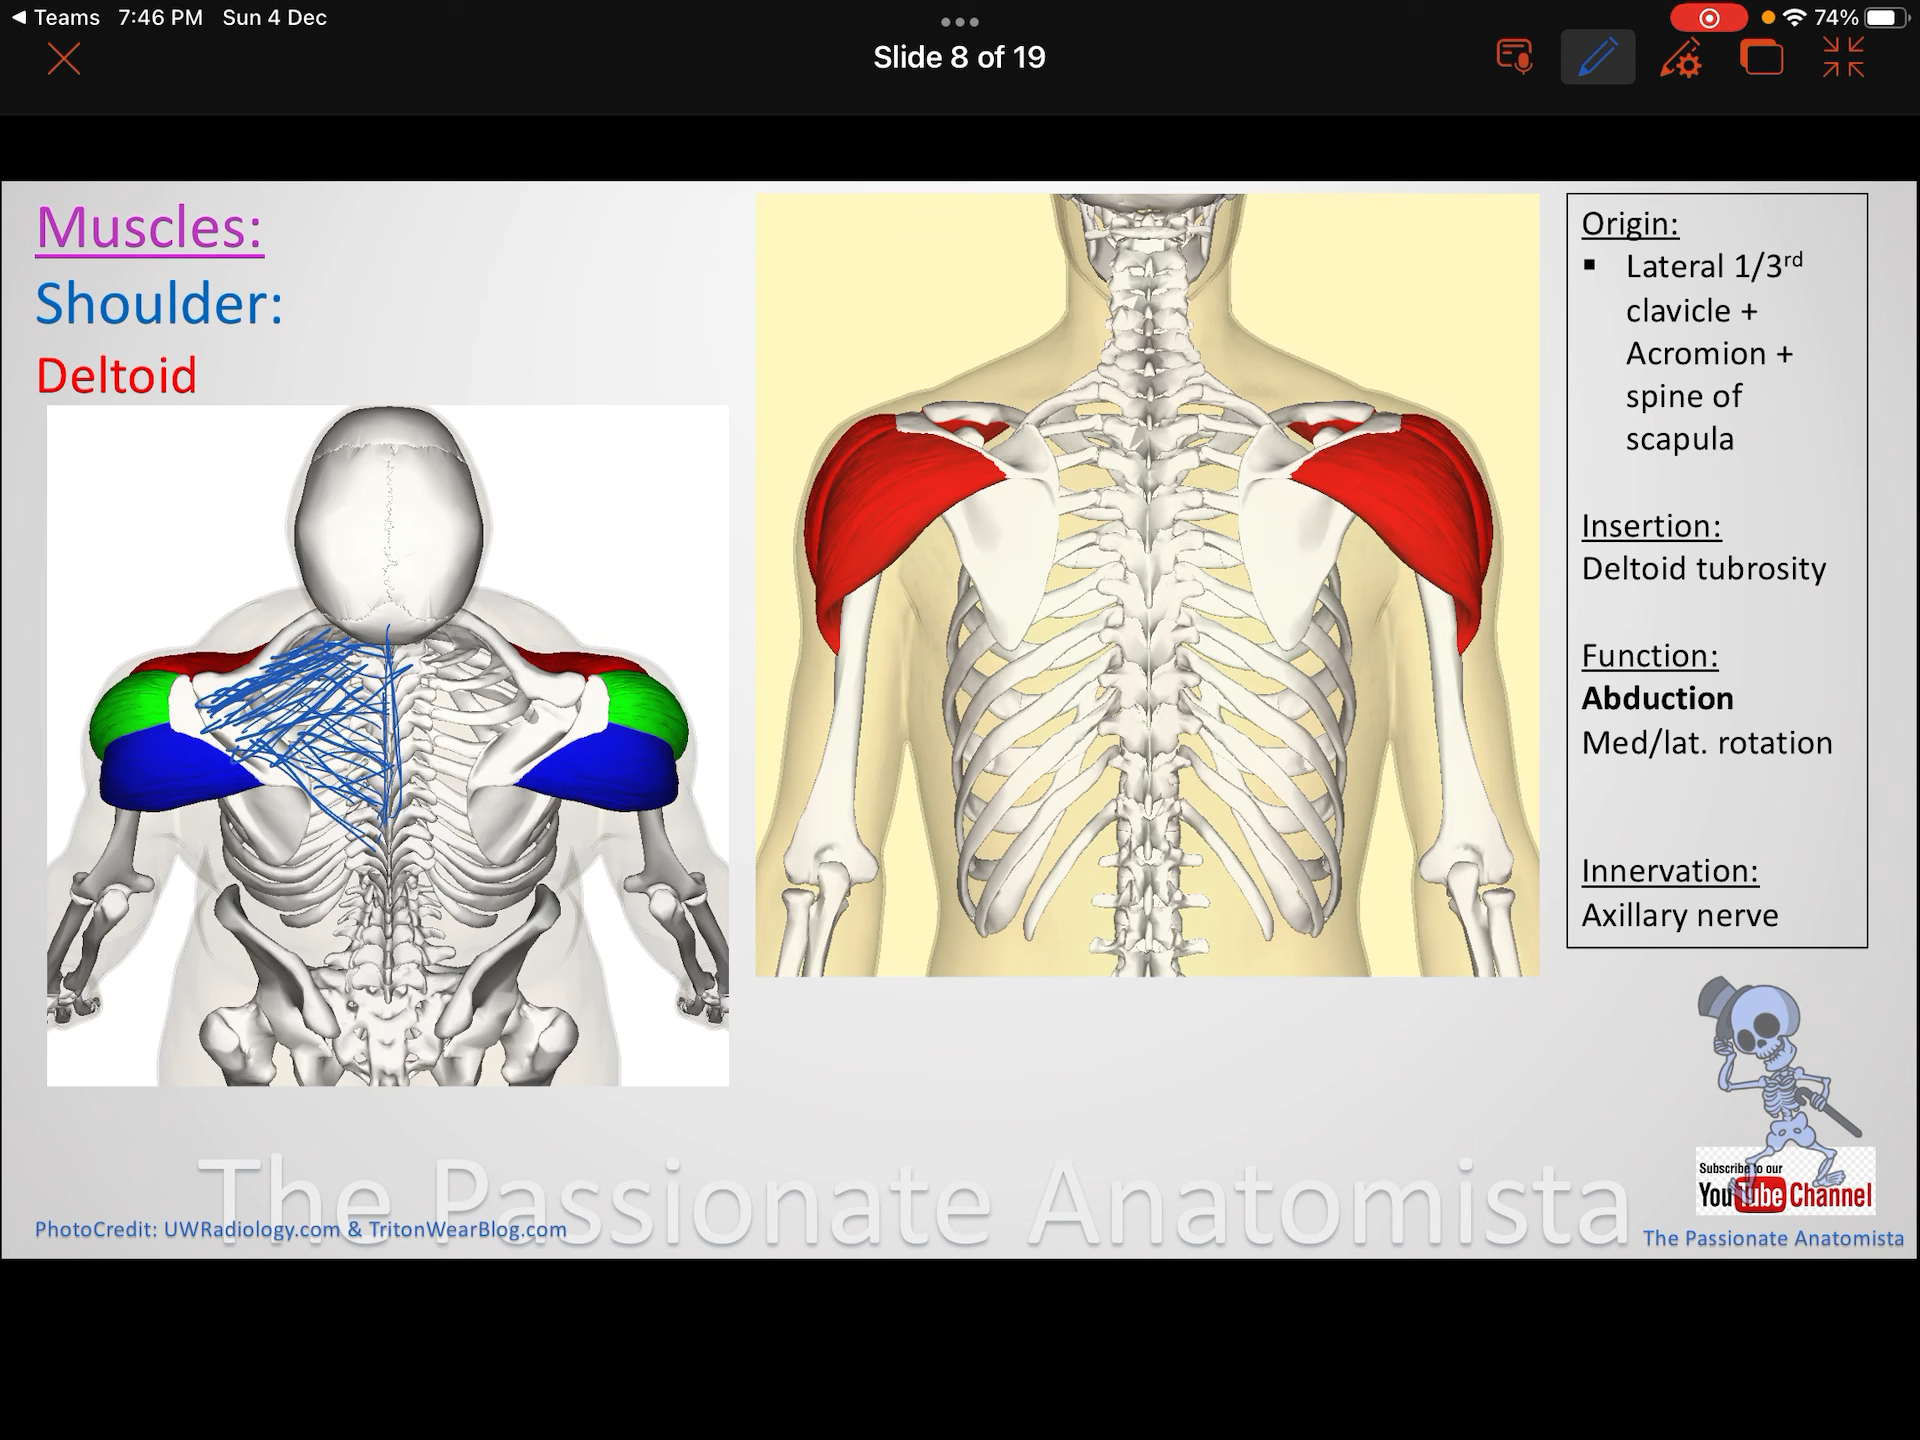 Teams 7:46 PM Sun 4 Dec
74%
Slide 8 of 19
Muscles:
Shoulder:
Deltoid
Origin:
▪ Lateral 1/3rd
clavicle +
Acromion +
spine of
scapula
Insertion:
Deltoid tubrosity
Function:
Abduction
Med/lat. rotation
Innervation:
Axillary nerve
The Passionate Anatomista
PhotoCredit: UWRadiology.com & TritonWearBlog.com
Subscribe to our
YouTube Channel
The Passionate Anatomista